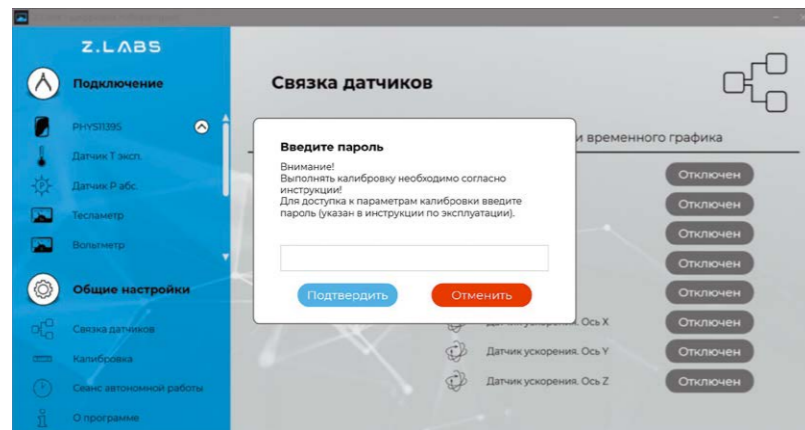 Z.LABS
Подключение
PHYS11395
Датчик T эксп.
Датчик P абс.
Тесламетр
Вольтметр
Общие настройки
Связка датчиков
Калибровка
Сеанс автономной работы
О программе
Связка датчиков
и временного графика
Введите пароль
Внимание!
Выполнять калибровку необходимо согласно
инструкции!
Для доступа к параметрам калибровки введите
пароль (указан в инструкции по эксплуатации).
Подтвердить
Отменить
Отключен
Отключен
Отключен
Отключен
Отключен
Датчик ускорения. Ось X
Отключен
Датчик ускорения. Ось Y
Отключен
Датчик ускорения. Ось Z
Отключен